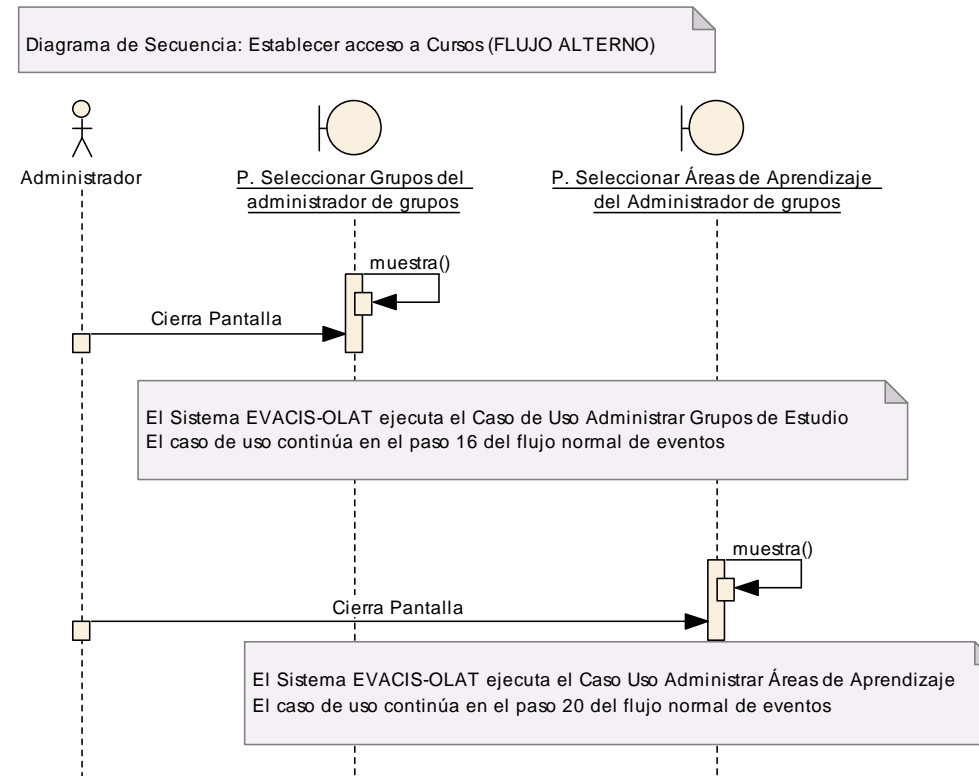 Diagrama de Secuencia: Establecer acceso a Cursos (FLUJO ALTERNO)
Administrador
P. Seleccionar Grupos del
administrador de grupos
P. Seleccionar Áreas de Aprendizaje
del Administrador de grupos
muestra()
Cierra Pantalla
El Sistema EVACIS-OLAT ejecuta el Caso de Uso Administrar Grupos de Estudio
El caso de uso continúa en el paso 16 del flujo normal de eventos
muestra()
Cierra Pantalla
El Sistema EVACIS-OLAT ejecuta el Caso Uso Administrar Áreas de Aprendizaje
El caso de uso continúa en el paso 20 del flujo normal de eventos